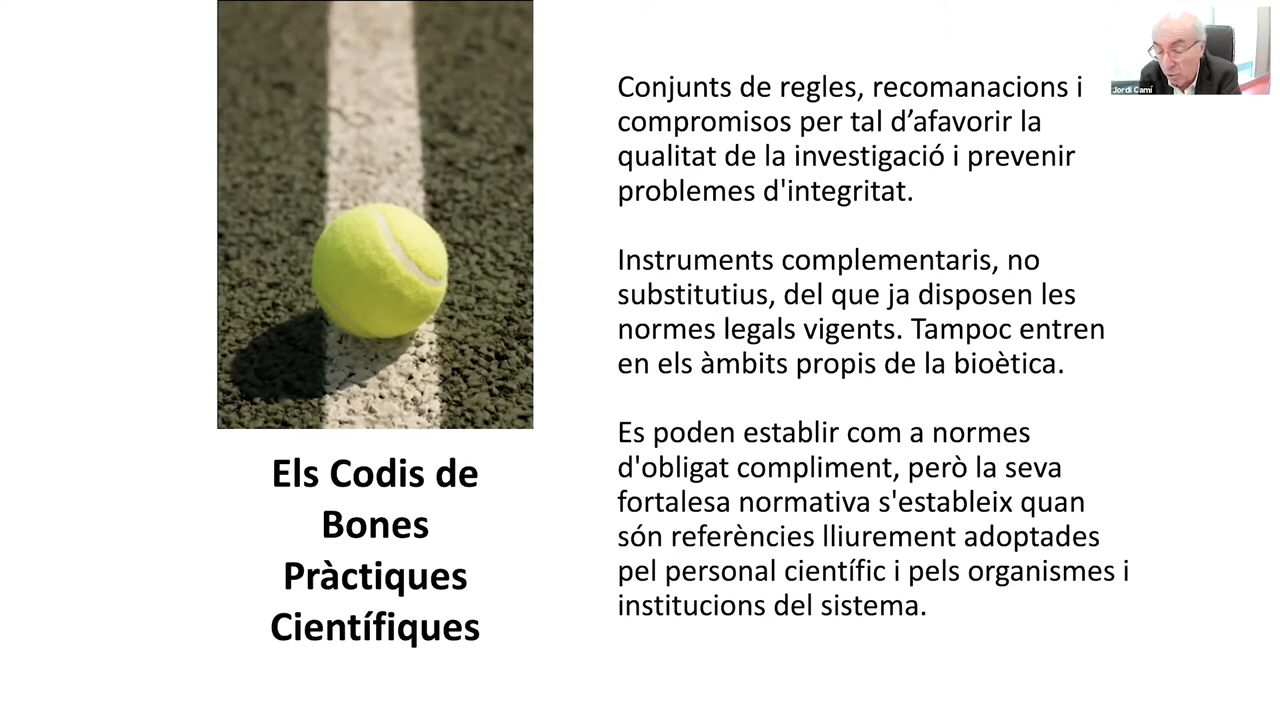 Els Codis de
Bones
Pràctiques
Científiques
Conjunts de regles, recomanacions i
compromisos per tal d’afavorir la
qualitat de la investigació i prevenir
problemes d'integritat.
Instruments complementaris, no
substitutius, del que ja disposen les
normes legals vigents. Tampoc entren
en els àmbits propis de la bioètica.
Es poden establir com a normes
d'obligat compliment, però la seva
fortalesa normativa s'estableix quan
són referències lliurement adoptades
pel personal científic i pels organismes i
institucions del sistema.
Jordi Camí